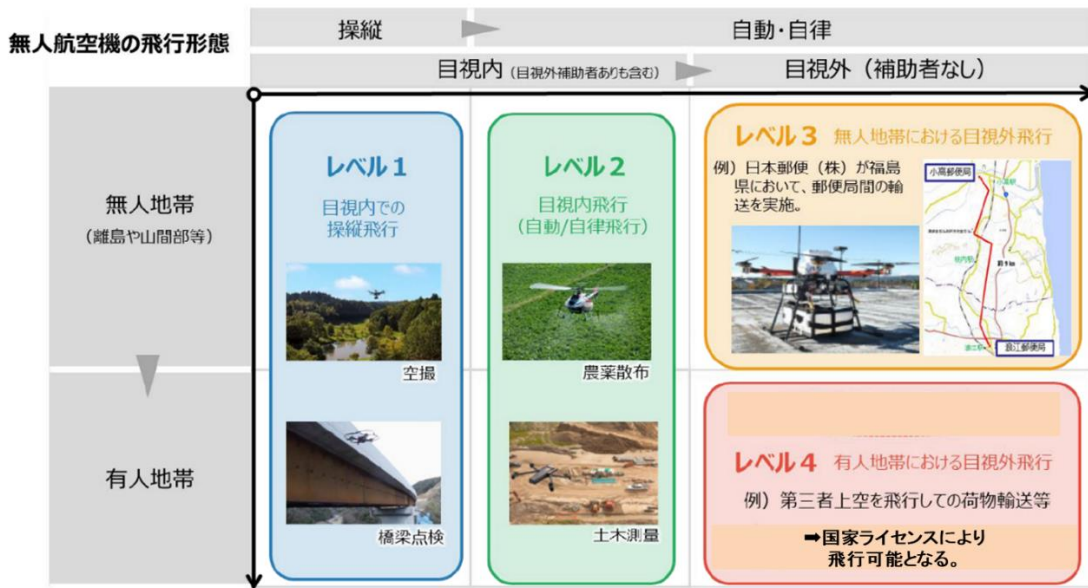 無人航空機の飛行形態
操縦
自動・自律
目視内（目視外補助者ありも含む）
目視外（補助者なし）
無人地帯
（離島や山間部等）
有人地帯
レベル1
目視内での
操縦飛行
空撮
橋梁点検
レベル2
目視内飛行
（自動/自律飛行）
農薬散布
土木測量
レベル3 無人地帯における目視外飛行
例）日本郵便（株）が福島
県において、郵便局間の輸
送を実施。
小高郵便局
小高駅
約9km
浪江郵便局
レベル4 有人地帯における目視外飛行
例）第三者上空を飛行しての荷物輸送等
➡国家ライセンスにより
飛行可能となる。